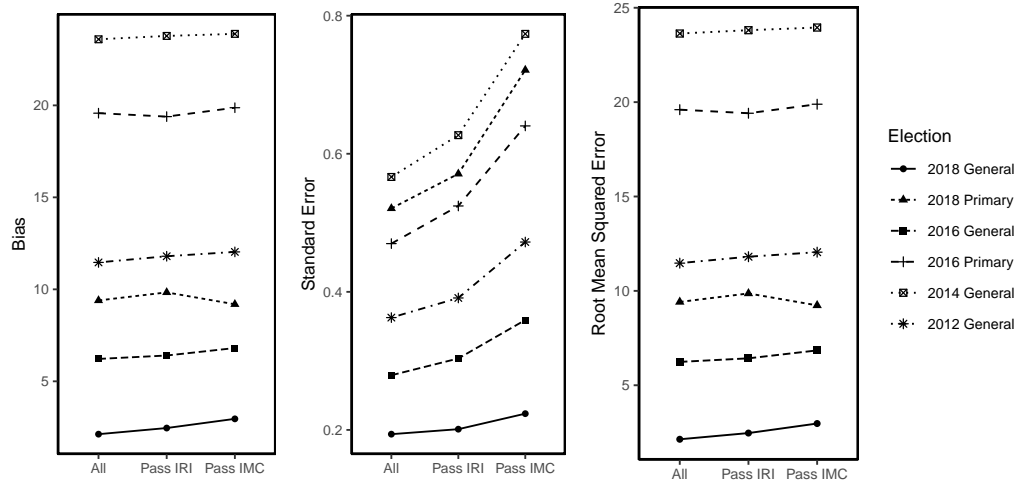 Bias
20
15
10
5
All
Pass IRI
Pass IMC
Standard Error
0.8
0.6
0.4
0.2
All
Pass IRI
Pass IMC
Root Mean Squared Error
25
20
15
10
5
All
Pass IRI
Pass IMC
Election
2018 General
2018 Primary
2016 General
2016 Primary
2014 General
2012 General